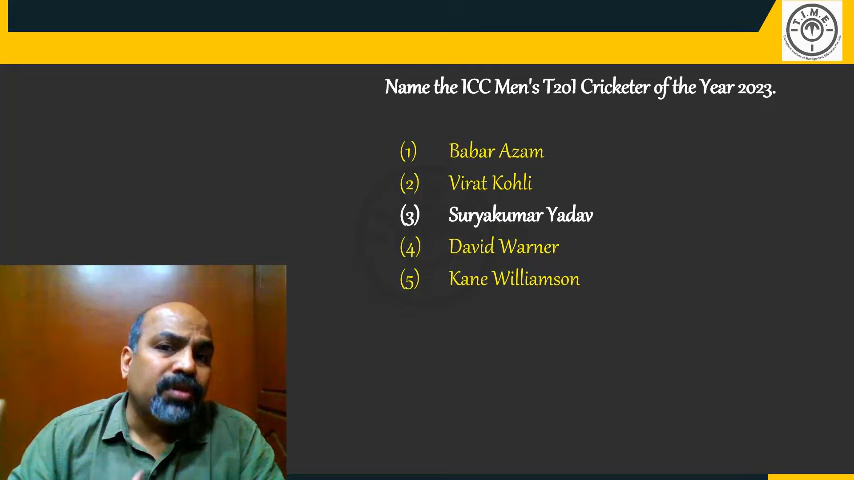 T.I.M.E.
Name the ICC Men's T20I Cricketer of the Year 2023.
(1) Babar Azam
(2) Virat Kohli
(3) Suryakumar Yadav
(4) David Warner
(5) Kane Williamson